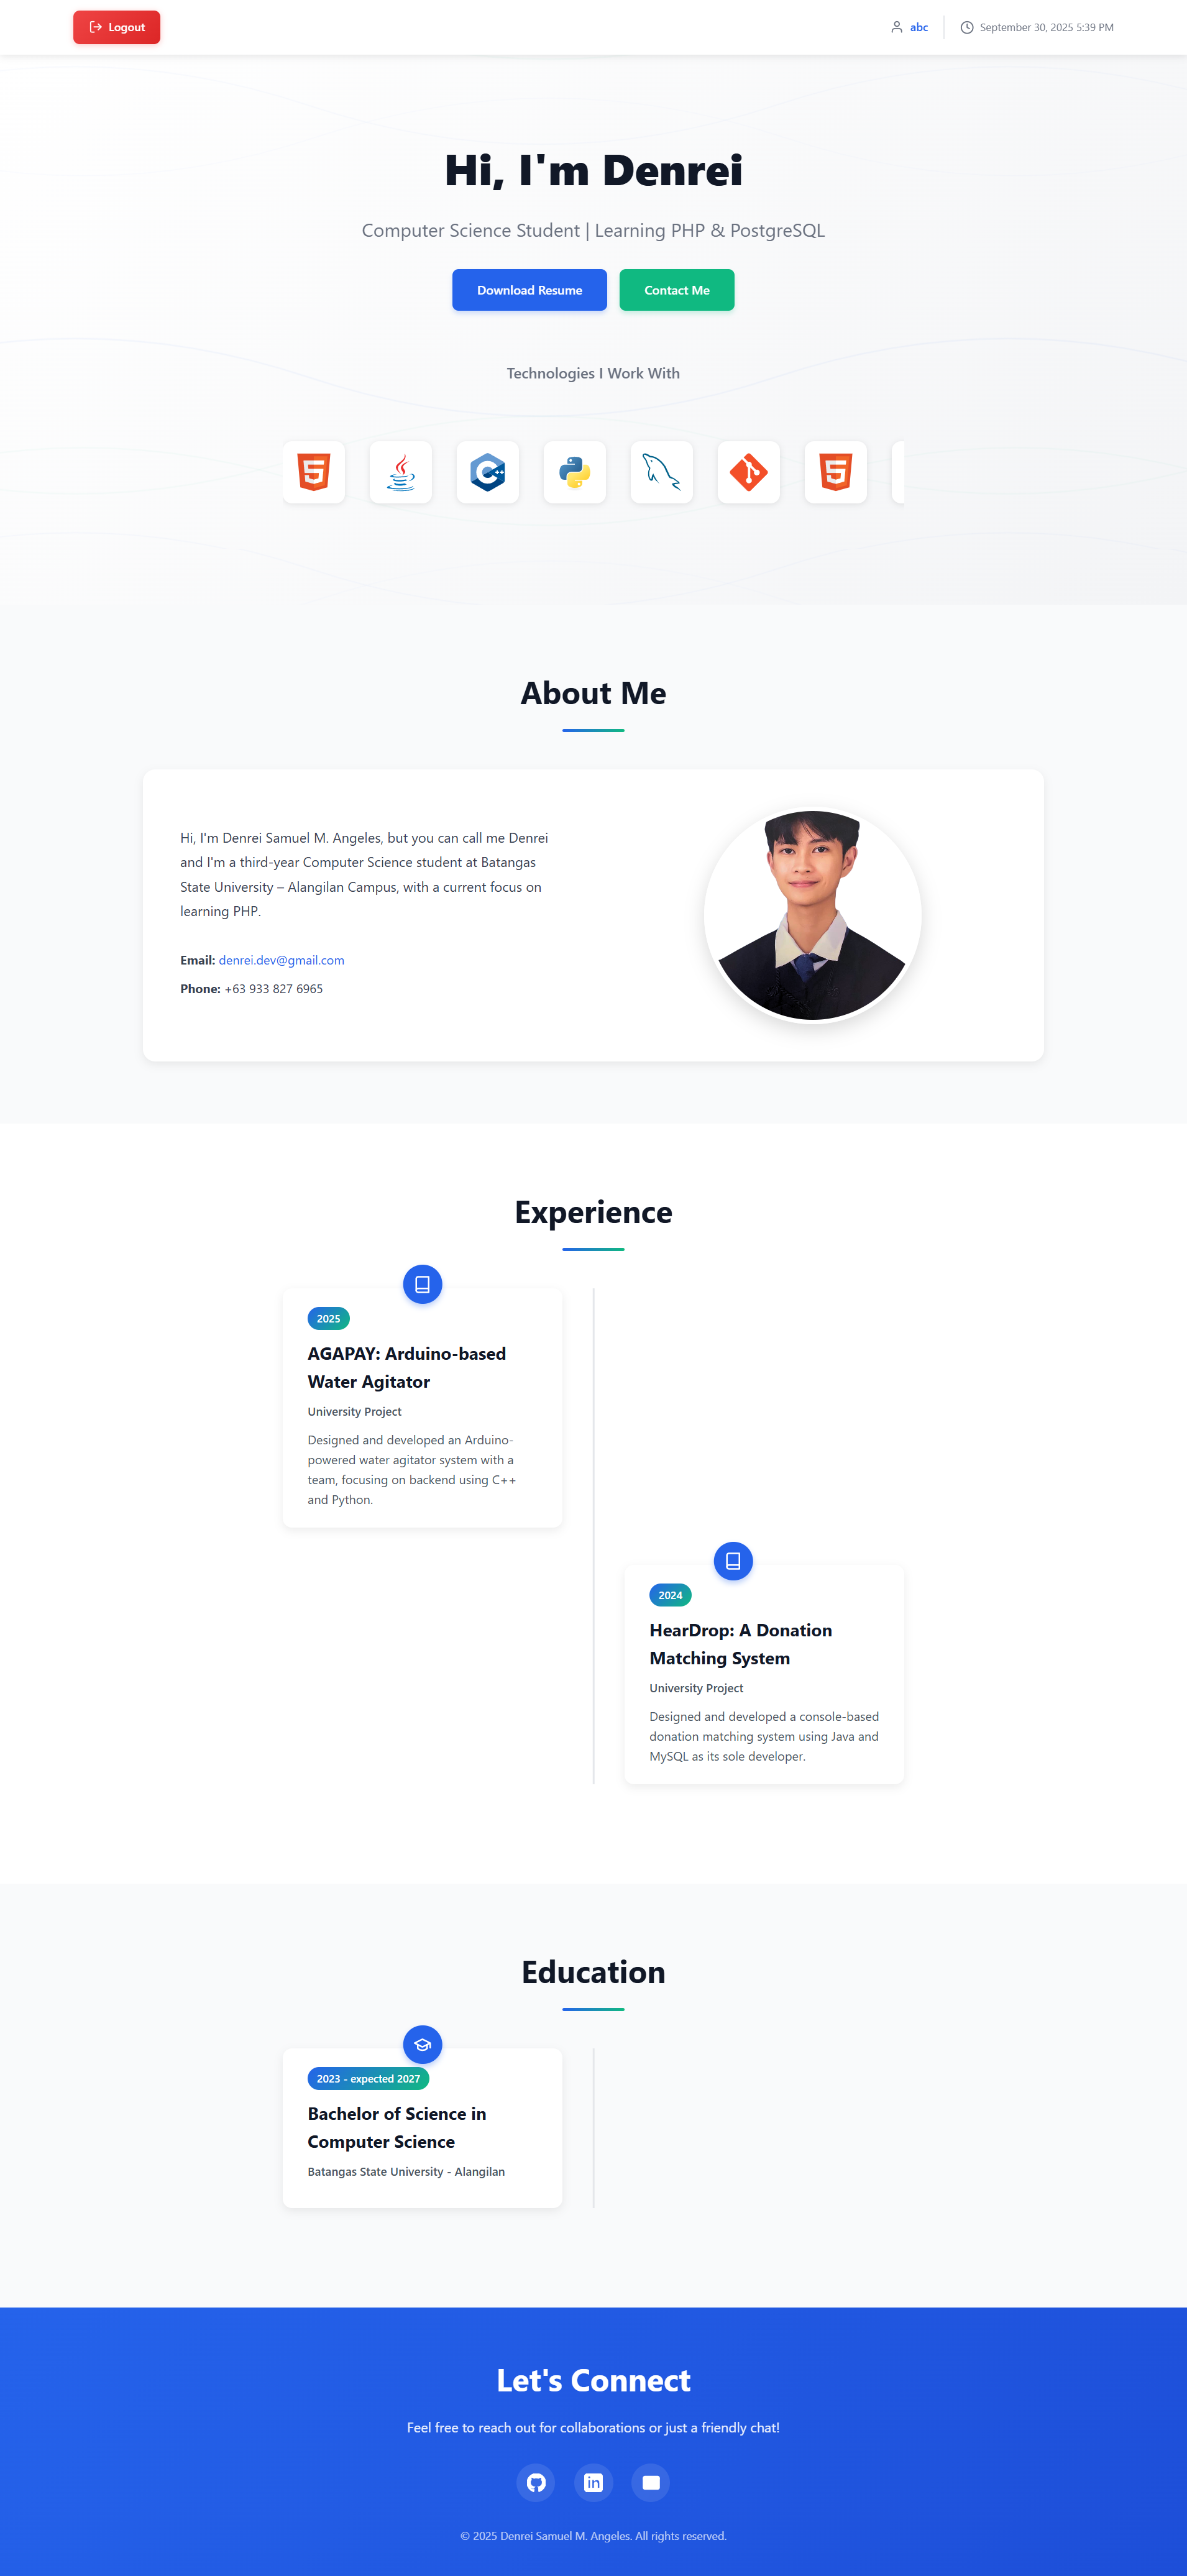 Logout
abc
September 30, 2025 5:39 PM
Hi, I'm Denrei
Computer Science Student | Learning PHP & PostgreSQL
Download Resume
Contact Me
Technologies I Work With
About Me
Hi, I'm Denrei Samuel M. Angeles, but you can call me Denrei
and I'm a third-year Computer Science student at Batangas
State University – Alangilan Campus, with a current focus on
learning PHP.
Email: denrei.dev@gmail.com
Phone: +63 933 827 6965
Experience
2025
AGAPAY: Arduino-based
Water Agitator
University Project
Designed and developed an Arduino-
powered water agitator system with a
team, focusing on backend using C++
and Python.
2024
HearDrop: A Donation
Matching System
University Project
Designed and developed a console-based
donation matching system using Java and
MySQL as its sole developer.
Education
2023 - expected 2027
Bachelor of Science in
Computer Science
Batangas State University - Alangilan
Let's Connect
Feel free to reach out for collaborations or just a friendly chat!
© 2025 Denrei Samuel M. Angeles. All rights reserved.